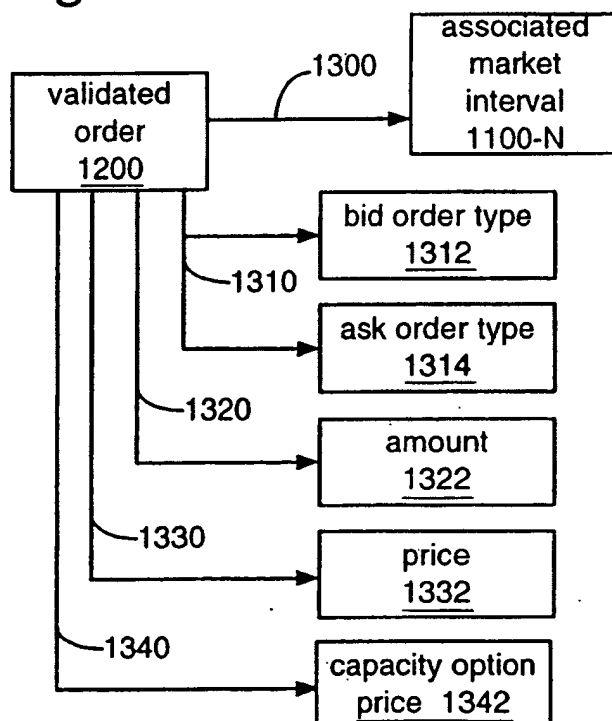 validated
order
1200
1300
associated
market
interval
1100-N
bid order type
1312
1310
ask order type
1314
1320
amount
1322
1330
price
1332
1340
capacity option
price 1342